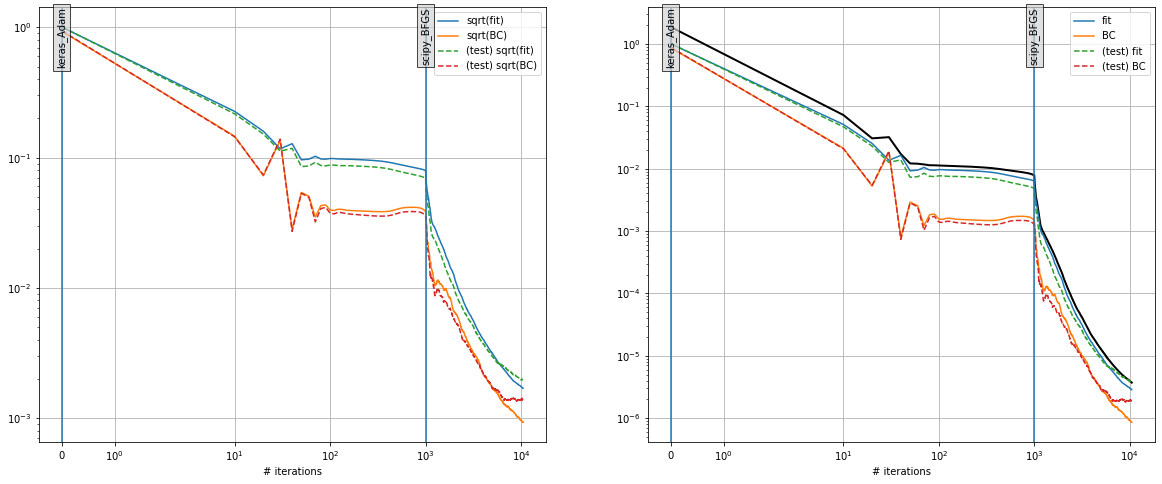 10⁰
10⁻¹
10⁻²
10⁻³
0
10⁰
10¹
10²
10³
10⁴
# iterations
keras_Adam
scipy_BFGS
sqrt(fit)
sqrt(BC)
(test) sqrt(fit)
(test) sqrt(BC)
10⁰
10⁻¹
10⁻²
10⁻³
10⁻⁴
10⁻⁵
10⁻⁶
0
10⁰
10¹
10²
10³
10⁴
# iterations
keras_Adam
scipy_BFGS
fit
BC
(test) fit
(test) BC